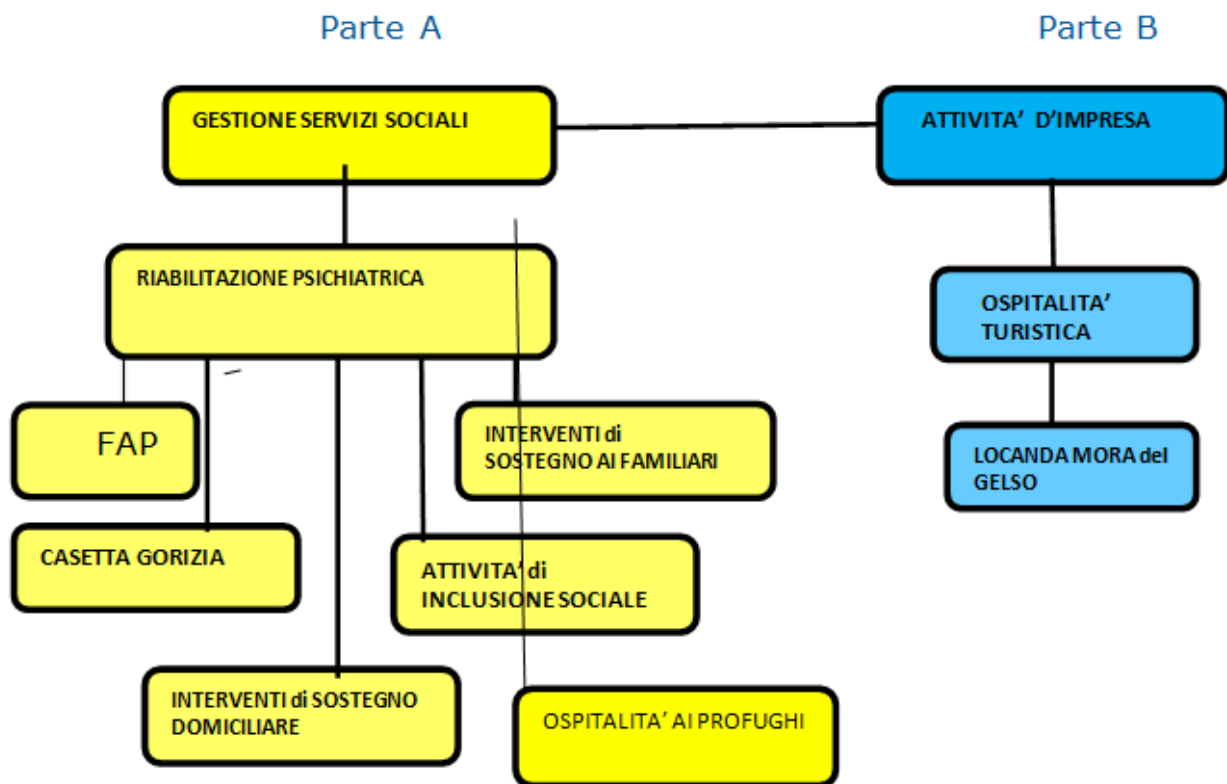 Parte A
Parte B
GESTIONE SERVIZI SOCIALI
ATTIVITA’ D’IMPRESA
RIABILITAZIONE PSICHIATRICA
OSPITALITA’
TURISTICA
FAP
INTERVENTI di
SOSTEGNO AI FAMILIARI
LOCANDA MORA del
GELSO
CASETTA GORIZIA
ATTIVITA’ di
INCLUSIONE SOCIALE
INTERVENTI di SOSTEGNO
DOMICILIARE
OSPITALITA’ AI PROFUGHI